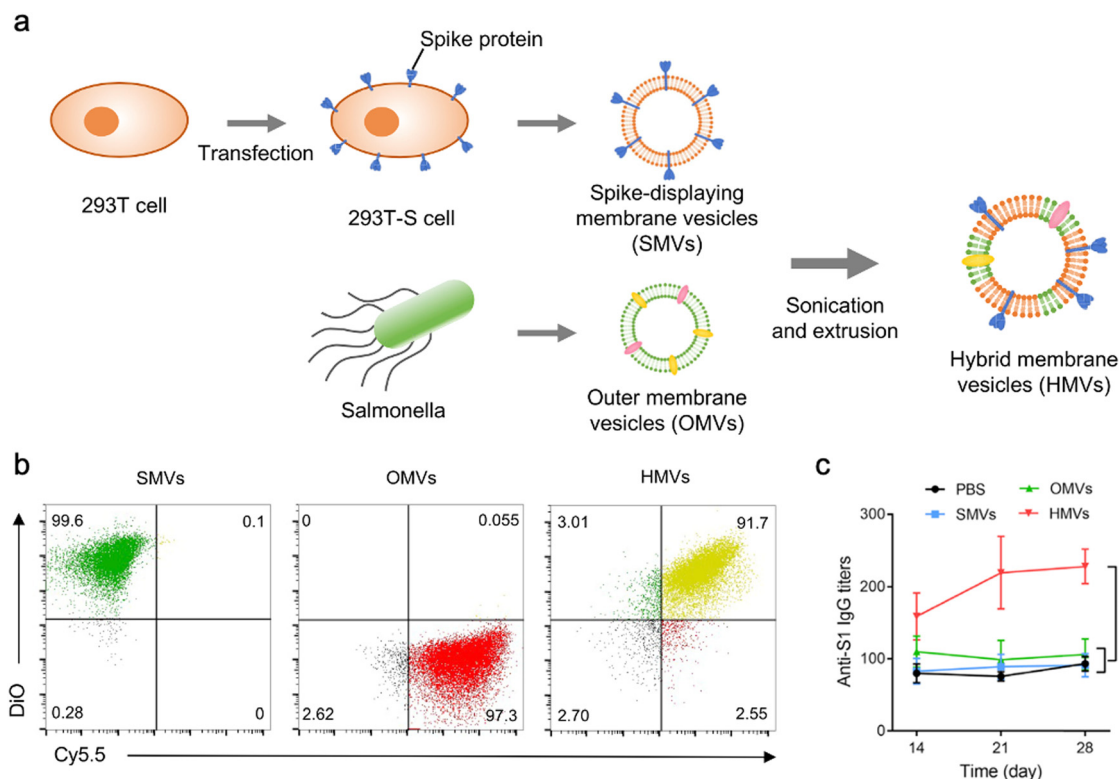 a
Spike protein
Transfection
293T cell
293T-S cell
Spike-displaying
membrane vesicles
(SMVs)
Salmonella
Outer membrane
vesicles (OMVs)
Sonication
and extrusion
Hybrid membrane
vesicles (HMVs)
b
SMVs
OMVs
HMVs
99.6
0.1
0.28
0
0
0.055
2.62
97.3
3.01
91.7
2.70
2.55
DiO
Cy5.5
c
PBS
OMVs
SMVs
HMVs
Anti-S1 IgG titers
300
200
100
0
14
21
28
Time (day)